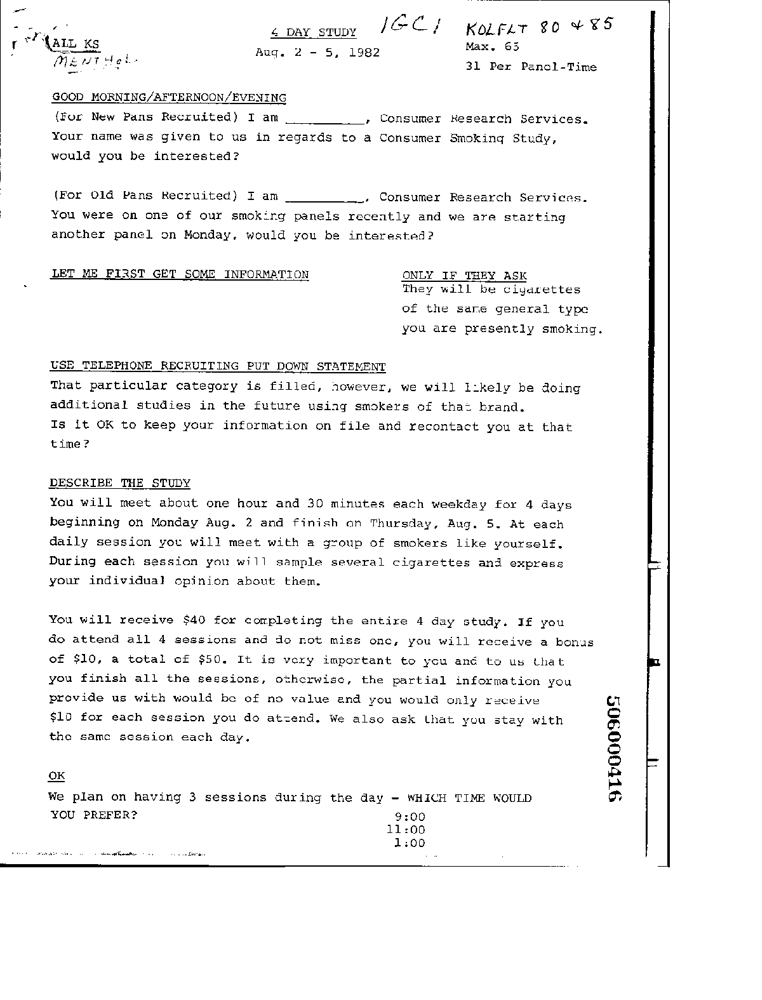 4 DAY STUDY IGC1 KOLFLT 80 & 85
ALL KS Aug. 2 - 5, 1982 Max. 63
MENTHOL 31 Per Panel-Time
GOOD MORNING/AFTERNOON/EVENING
(For New Pans Recruited) I am __________, Consumer Research Services.
Your name was given to us in regards to a Consumer Smoking Study,
would you be interested?
(For Old Pans Recruited) I am __________, Consumer Research Services.
You were on one of our smoking panels recently and we are starting
another panel on Monday, would you be interested?
LET ME FIRST GET SOME INFORMATION ONLY IF THEY ASK
They will be cigarettes
of the same general type
you are presently smoking.
USE TELEPHONE RECRUITING PUT DOWN STATEMENT
That particular category is filled, however, we will likely be doing
additional studies in the future using smokers of that brand.
Is it OK to keep your information on file and recontact you at that
time?
DESCRIBE THE STUDY
You will meet about one hour and 30 minutes each weekday for 4 days
beginning on Monday Aug. 2 and finish on Thursday, Aug. 5. At each
daily session you will meet with a group of smokers like yourself.
During each session you will sample several cigarettes and express
your individual opinion about them.
You will receive $40 for completing the entire 4 day study. If you
do attend all 4 sessions and do not miss one, you will receive a bonus
of $10, a total of $50. It is very important to you and to us that
you finish all the sessions, otherwise, the partial information you
provide us with would be of no value and you would only receive
$10 for each session you do attend. We also ask that you stay with
the same session each day.
OK
We plan on having 3 sessions during the day - WHICH TIME WOULD
YOU PREFER? 9:00
11:00
1:00
506000416